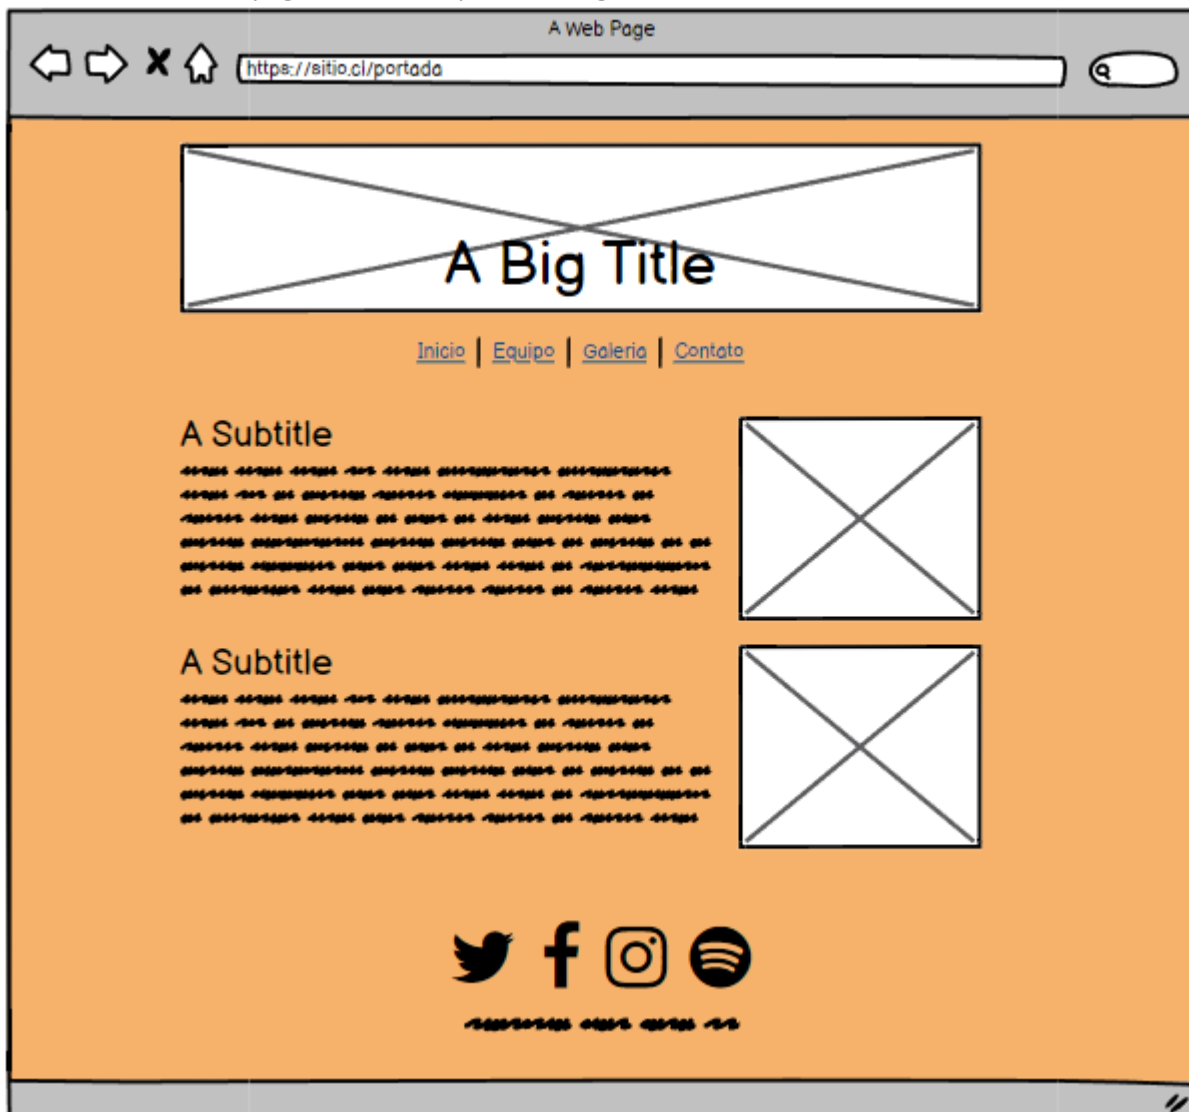 A Web Page
https://sitio.cl/portada
A Big Title
Inicio | Equipo | Galeria | Contato
A Subtitle
A Subtitle